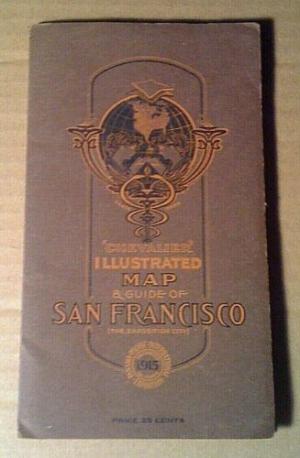 "CHEVALIER"
ILLUSTRATED
MAP
& GUIDE OF
SAN FRANCISCO
(THE EXPOSITION CITY)
1915
PRICE 25 CENTS